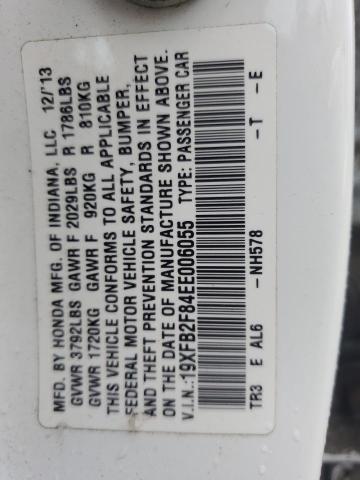 MFD. BY HONDA MFG. OF INDIANA, LLC 12/'13
GVWR 3792LBS GAWR F 2029LBS R 1786LBS
GVWR 1720KG GAWR F 920KG R 810KG
THIS VEHICLE CONFORMS TO ALL APPLICABLE
FEDERAL MOTOR VEHICLE SAFETY, BUMPER,
AND THEFT PREVENTION STANDARDS IN EFFECT
ON THE DATE OF MANUFACTURE SHOWN ABOVE.
V.I.N.:19XFB2F84EE006055 TYPE: PASSENGER CAR
TR3 E AL6 -NH578 -T -E